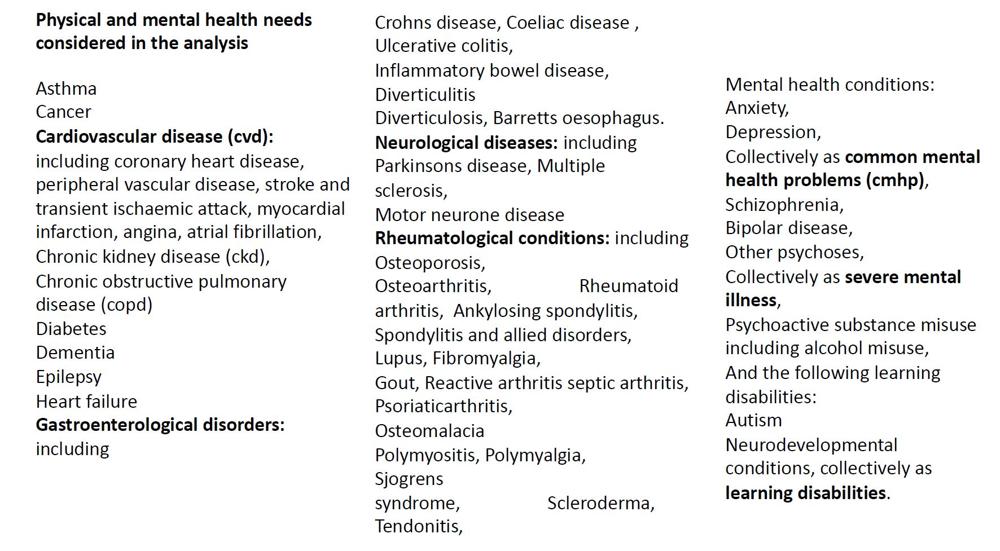 Physical and mental health needs
considered in the analysis
Asthma
Cancer
Cardiovascular disease (cvd):
including coronary heart disease,
peripheral vascular disease, stroke and
transient ischaemic attack, myocardial
infarction, angina, atrial fibrillation,
Chronic kidney disease (ckd),
Chronic obstructive pulmonary
disease (copd)
Diabetes
Dementia
Epilepsy
Heart failure
Gastroenterological disorders:
including
Crohns disease, Coeliac disease ,
Ulcerative colitis,
Inflammatory bowel disease,
Diverticulitis
Diverticulosis, Barretts oesophagus.
Neurological diseases: including
Parkinsons disease, Multiple
sclerosis,
Motor neurone disease
Rheumatological conditions: including
Osteoporosis,
Osteoarthritis, Rheumatoid
arthritis, Ankylosing spondylitis,
Spondylitis and allied disorders,
Lupus, Fibromyalgia,
Gout, Reactive arthritis septic arthritis,
Psoriaticarthritis,
Osteomalacia
Polymyositis, Polymyalgia,
Sjogrens
syndrome, Scleroderma,
Tendonitis,
Mental health conditions:
Anxiety,
Depression,
Collectively as common mental
health problems (cmhp),
Schizophrenia,
Bipolar disease,
Other psychoses,
Collectively as severe mental
illness,
Psychoactive substance misuse
including alcohol misuse,
And the following learning
disabilities:
Autism
Neurodevelopmental
conditions, collectively as
learning disabilities.